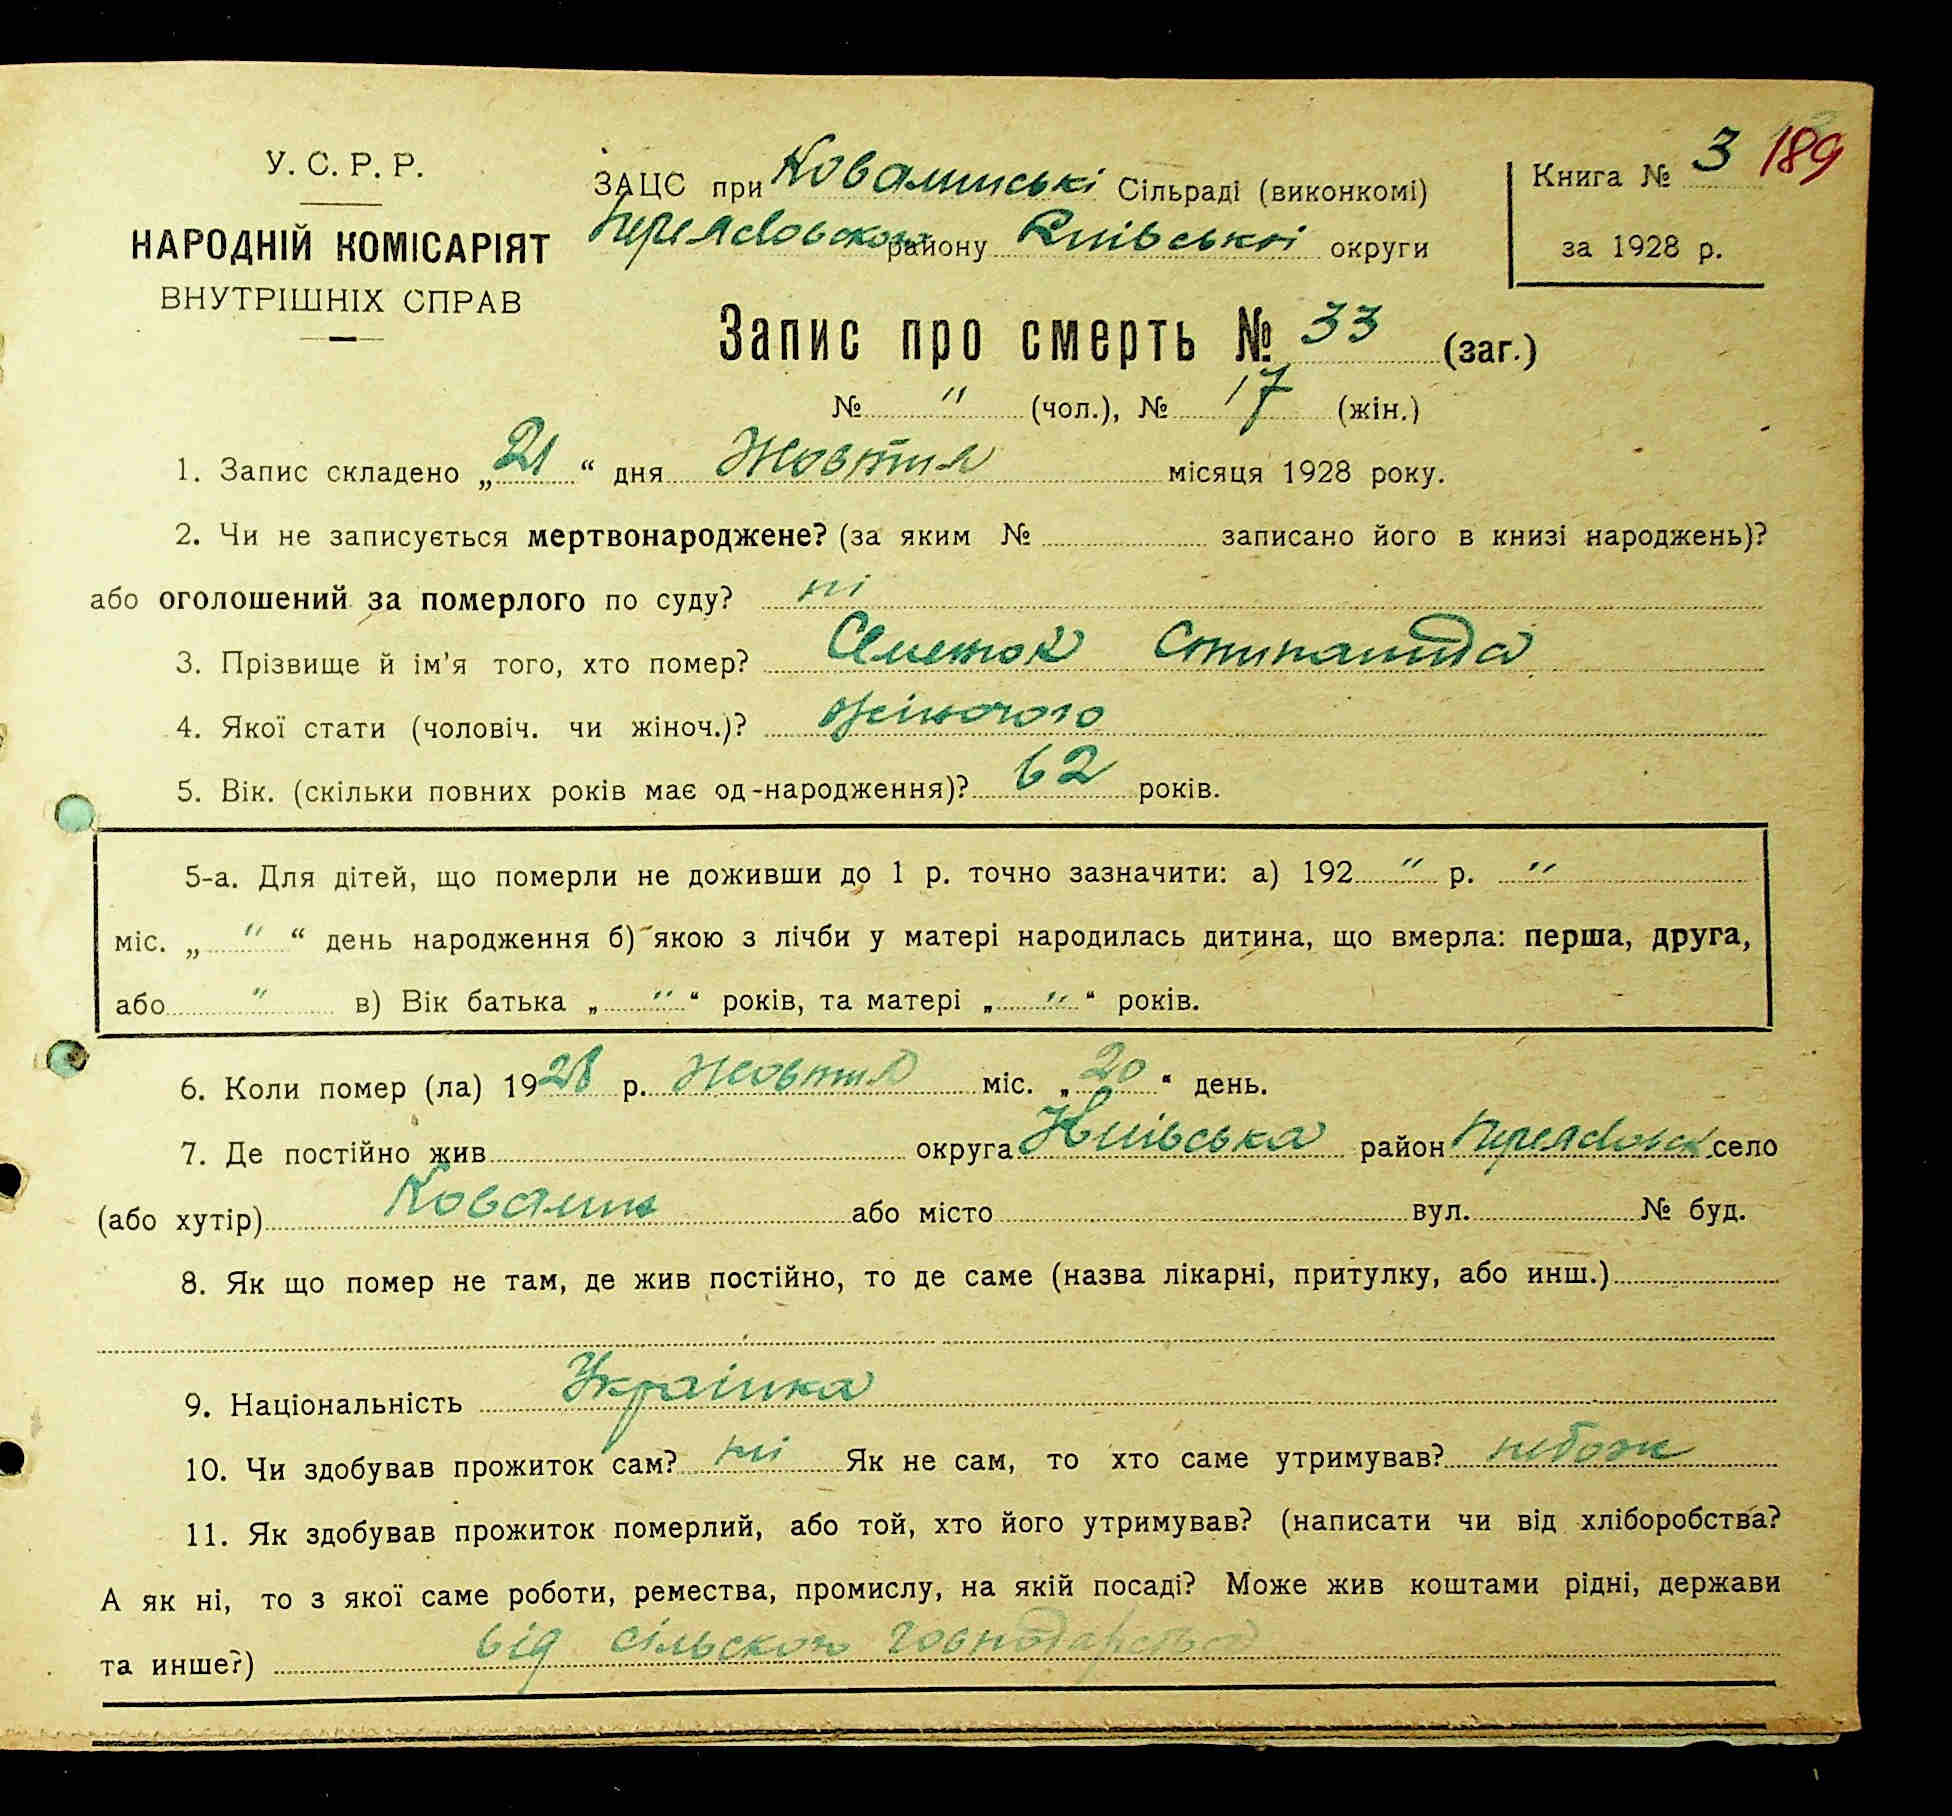 У. С. Р. Р.
НАРОДНІЙ КОМІСАРІЯТ
ВНУТРІШНІХ СПРАВ
ЗАЦС при Ковалинські Сільраді (виконкомі)
району Київські округи
Книга № 3 189
за 1928 р.
Запис про смерть № 33 (заг.)
№ " (чол.), № 17 (жін.)
1. Запис складено „ 21 “ дня Жовтня місяця 1928 року.
2. Чи не записується мертвонароджене? (за яким № записано його в книзі народжень)?
або оголошений за померлого по суду? ні
3. Прізвище й ім’я того, хто помер?
4. Якої стати (чоловіч. чи жіноч.)? жіночого
5. Вік. (скільки повних років має од-народження)? 62 років.
5-а. Для дітей, що померли не доживши до 1 р. точно зазначити: а) 192 " р. "
міс. „ " “ день народження б) якою з лічби у матері народилась дитина, що вмерла: перша, друга,
або " в) Вік батька „ " “ років, та матері „ " “ років.
6. Коли помер (ла) 1928 р. Жовтня міс. „ 20 “ день.
7. Де постійно жив округа Київська район село
(або хутір) Ковалин або місто вул. № буд.
8. Як що помер не там, де жив постійно, то де саме (назва лікарні, притулку, або инш.)
9. Національність Украінка
10. Чи здобував прожиток сам? ні Як не сам, то хто саме утримував? небож
11. Як здобував прожиток померлий, або той, хто його утримував? (написати чи від хліборобства?
А як ні, то з якої саме роботи, ремества, промислу, на якій посаді? Може жив коштами рідні, держави
та инше?) від сільского господарства